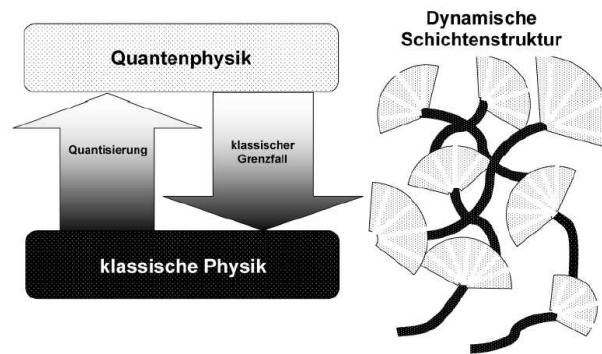 Quantenphysik
Quantisierung
klassischer
Grenzfall
klassische Physik
Dynamische
Schichtenstruktur